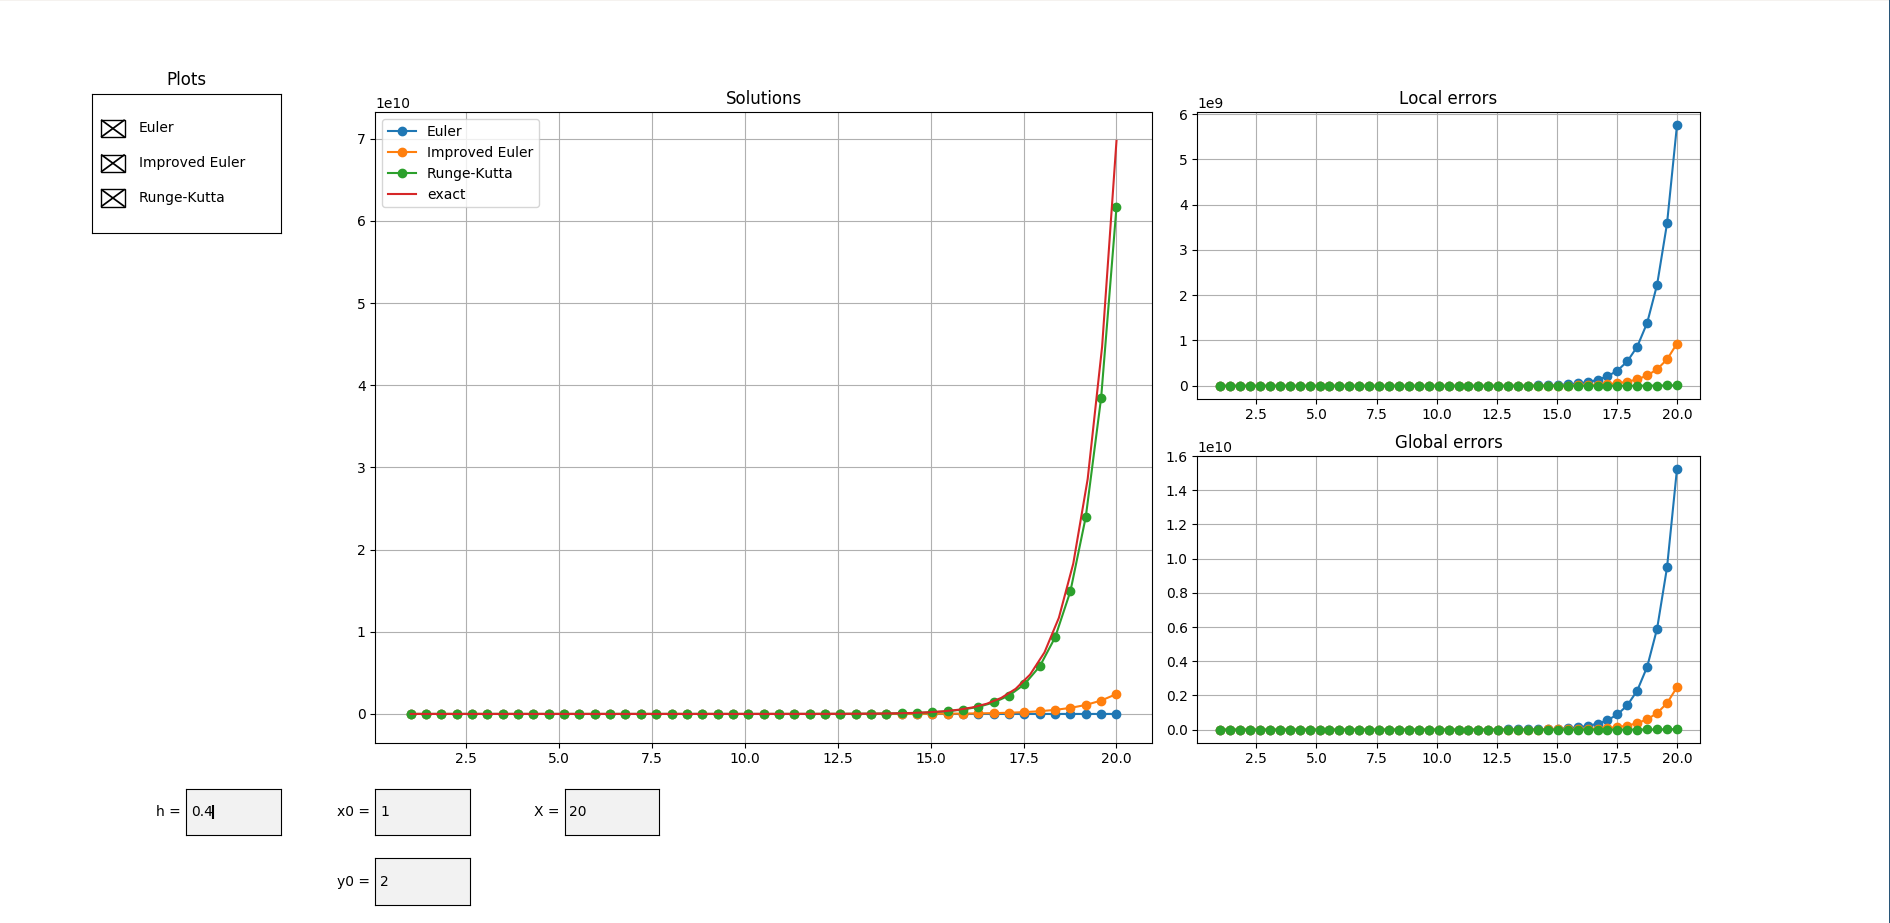 Plots
Euler
Improved Euler
Runge-Kutta
Solutions
1e10
7
6
5
4
3
2
1
0
2.5 5.0 7.5 10.0 12.5 15.0 17.5 20.0
Euler
Improved Euler
Runge-Kutta
exact
Local errors
1e9
6
5
4
3
2
1
0
2.5 5.0 7.5 10.0 12.5 15.0 17.5 20.0
Global errors
1e10
1.6
1.4
1.2
1.0
0.8
0.6
0.4
0.2
0.0
2.5 5.0 7.5 10.0 12.5 15.0 17.5 20.0
h = 0.4
x0 = 1
X = 20
y0 = 2